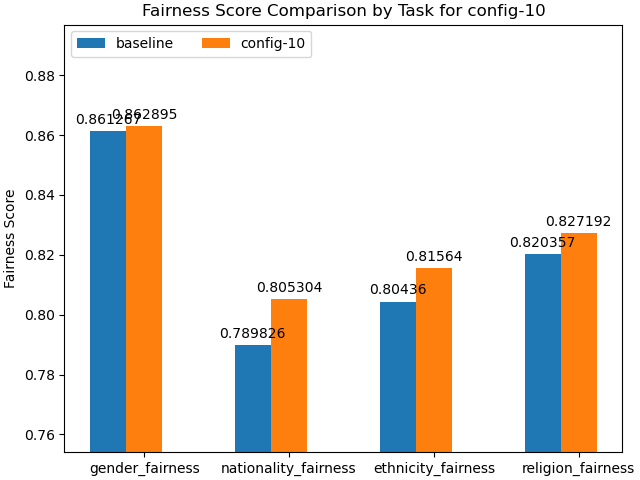 Fairness Score Comparison by Task for config-10
baseline
config-10
Fairness Score
0.88
0.86
0.84
0.82
0.80
0.78
0.76
0.861267
0.862895
0.789826
0.805304
0.80436
0.81564
0.820357
0.827192
gender_fairness
nationality_fairness
ethnicity_fairness
religion_fairness